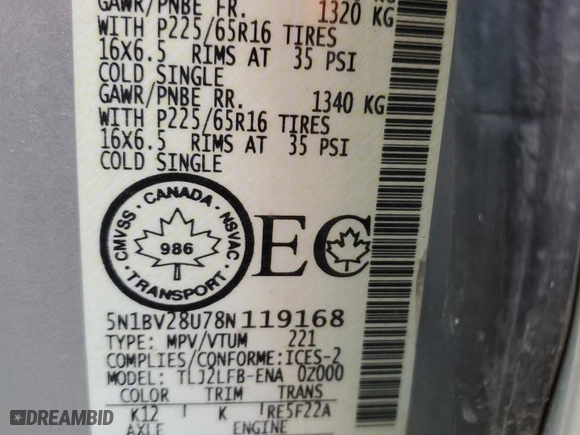 GAWR/PNBE FR. 1320 KG
WITH P225/65R16 TIRES
16X6.5 RIMS AT 35 PSI
COLD SINGLE
GAWR/PNBE RR. 1340 KG
WITH P225/65R16 TIRES
16X6.5 RIMS AT 35 PSI
COLD SINGLE
CMVSS · CANADA · NSVAC
986
TRANSPORT
EC
5N1BV28U78N119168
TYPE: MPV/VTUM 221
COMPLIES/CONFORME:ICES-2
MODEL: TLJ2LFB-ENA 0Z000
COLOR TRIM TRANS
K12 K RE5F22A
AXLE ENGINE
DREAMBID